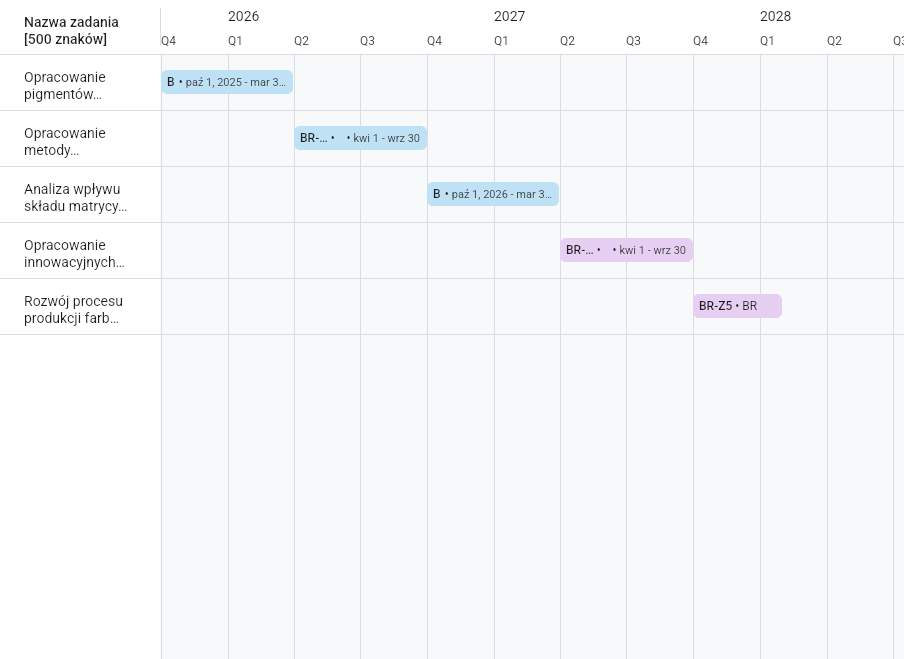 Nazwa zadania
[500 znaków]
2026 2027 2028
Q4 Q1 Q2 Q3 Q4 Q1 Q2 Q3 Q4 Q1 Q2 Q3
Opracowanie
pigmentów...
B • paź 1, 2025 - mar 3...
Opracowanie
metody...
BR-... • • kwi 1 - wrz 30
Analiza wpływu
składu matrycy...
B • paź 1, 2026 - mar 3...
Opracowanie
innowacyjnych...
BR-... • • kwi 1 - wrz 30
Rozwój procesu
produkcji farb...
BR-Z5 • BR